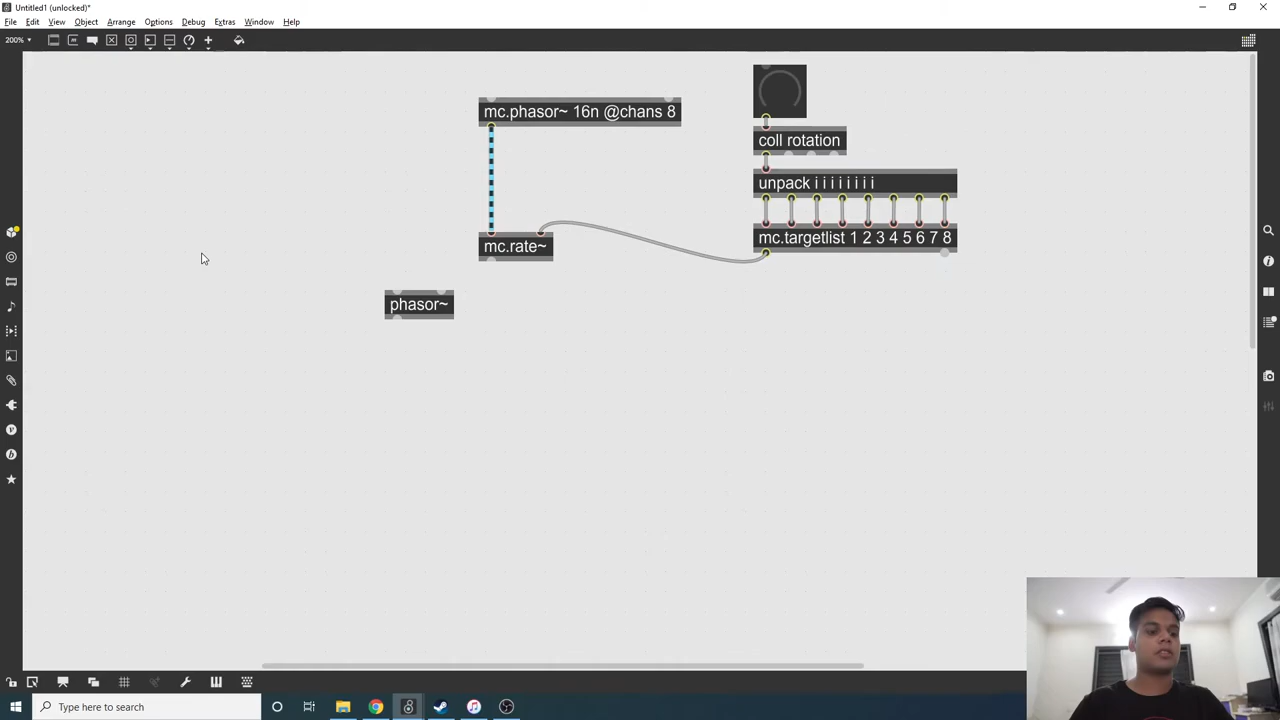 Untitled1 (unlocked)*
File Edit View Object Arrange Options Debug Extras Window Help
200%
mc.phasor~ 16n @chans 8
coll rotation
unpack i i i i i i i i
mc.targetlist 1 2 3 4 5 6 7 8
mc.rate~
phasor~
Type here to search